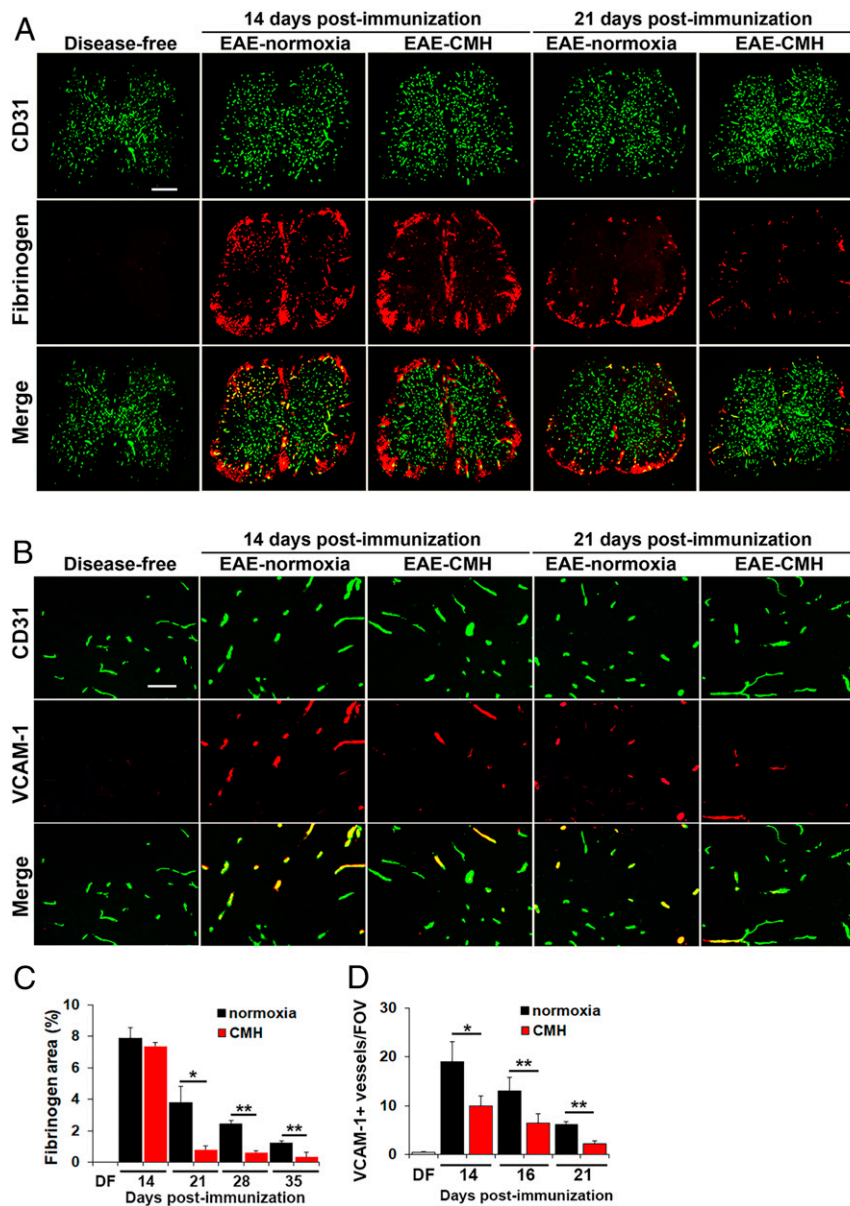 A
14 days post-immunization
21 days post-immunization
Disease-free
EAE-normoxia
EAE-CMH
EAE-normoxia
EAE-CMH
CD31
Fibrinogen
Merge
B
14 days post-immunization
21 days post-immunization
Disease-free
EAE-normoxia
EAE-CMH
EAE-normoxia
EAE-CMH
CD31
VCAM-1
Merge
C
Fibrinogen area (%)
10
8
6
4
2
0
normoxia
CMH
*
**
**
DF
14
21
28
35
Days post-immunization
D
VCAM-1+ vessels/FOV
30
20
10
0
normoxia
CMH
*
**
**
DF
14
16
21
Days post-immunization